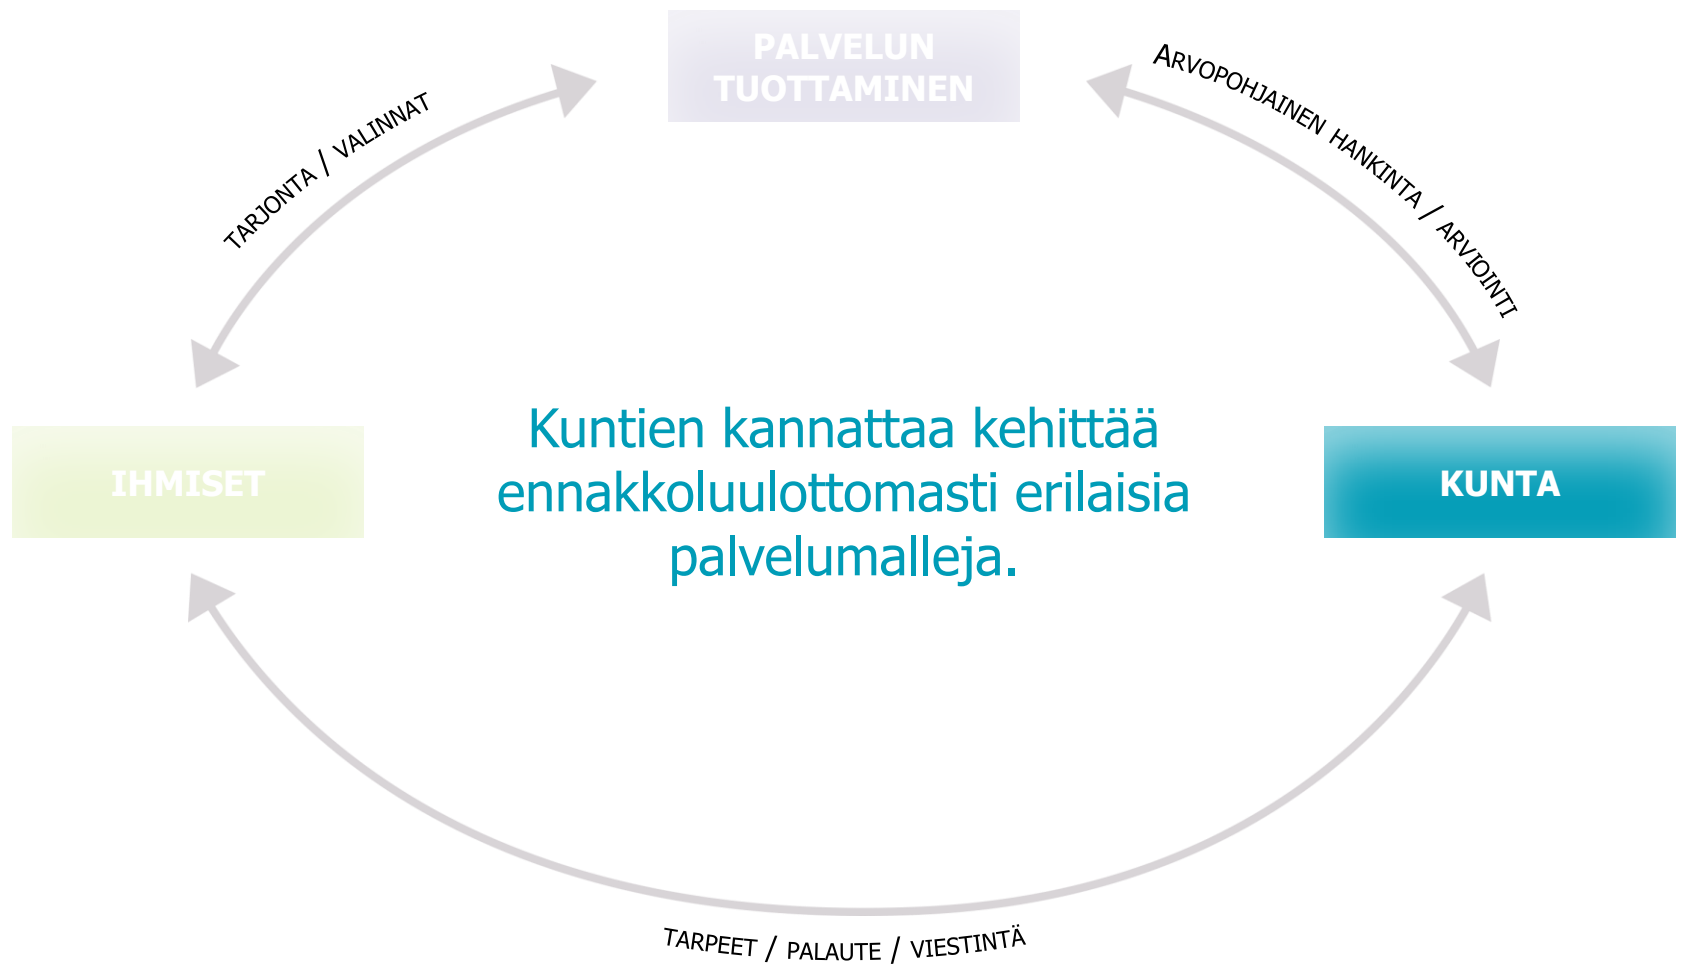 PALVELUN
TUOTTAMINEN
TARJONTA / VALINNAT
ARVOPOHJAINEN HANKINTA / ARVIOINTI
IHMISET
Kuntien kannattaa kehittää
ennakkoluulottomasti erilaisia
palvelumalleja.
KUNTA
TARPEET / PALAUTE / VIESTINTÄ